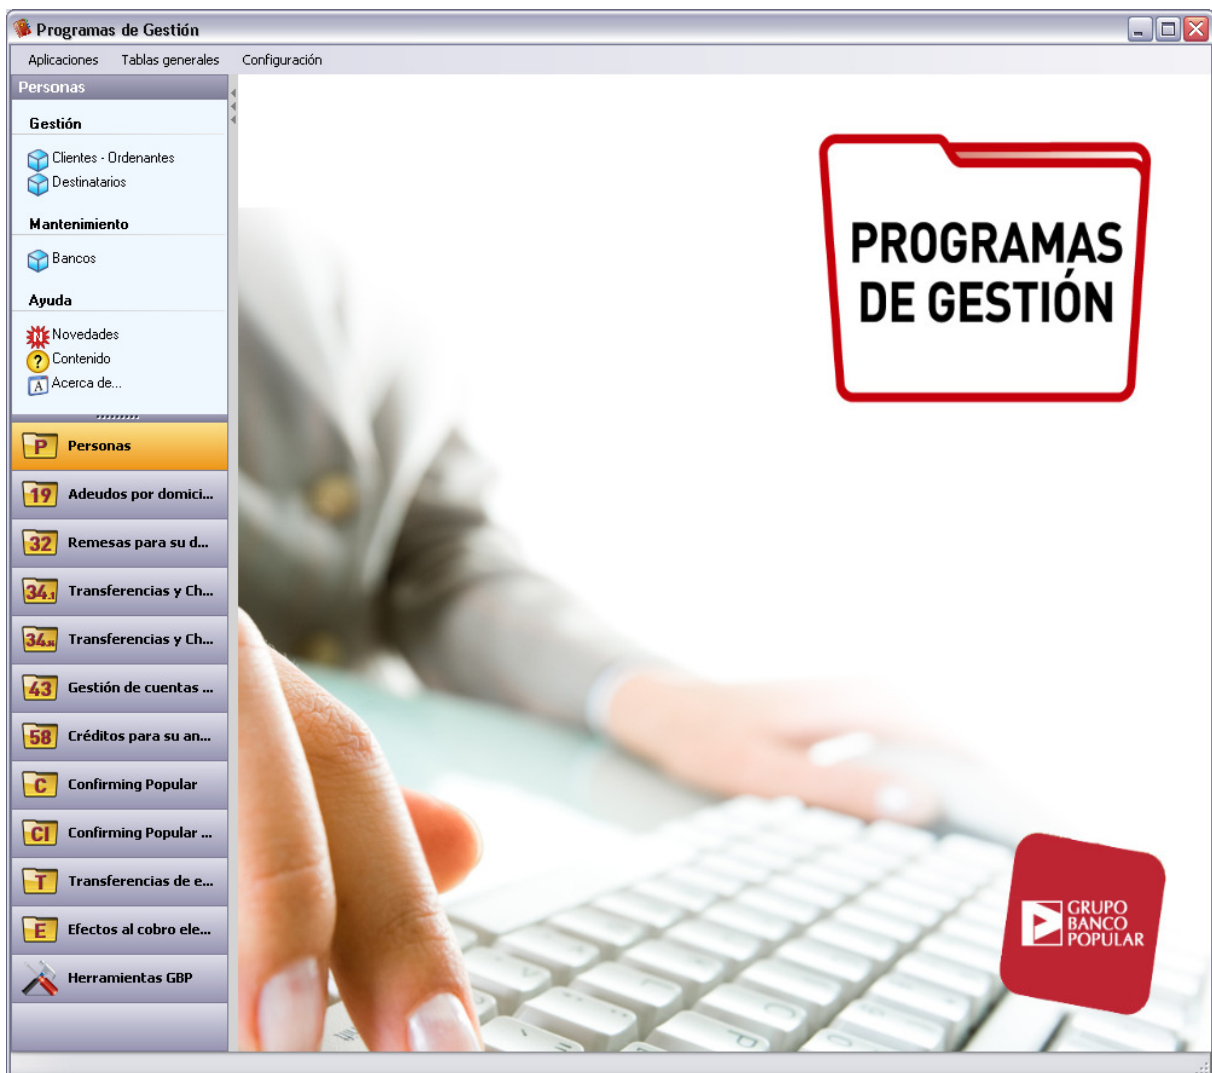 Programas de Gestión
Aplicaciones Tablas generales Configuración
Personas
Gestión
Clientes - Ordenantes
Destinatarios
Mantenimiento
Bancos
Ayuda
N Novedades
? Contenido
A Acerca de...
P Personas
19 Adeudos por domici...
32 Remesas para su d...
34.1 Transferencias y Ch...
34 Transferencias y Ch...
43 Gestión de cuentas ...
58 Créditos para su an...
C Confirming Popular
CI Confirming Popular ...
T Transferencias de e...
E Efectos al cobro ele...
Herramientas GBP
PROGRAMAS
DE GESTIÓN
GRUPO
BANCO
POPULAR